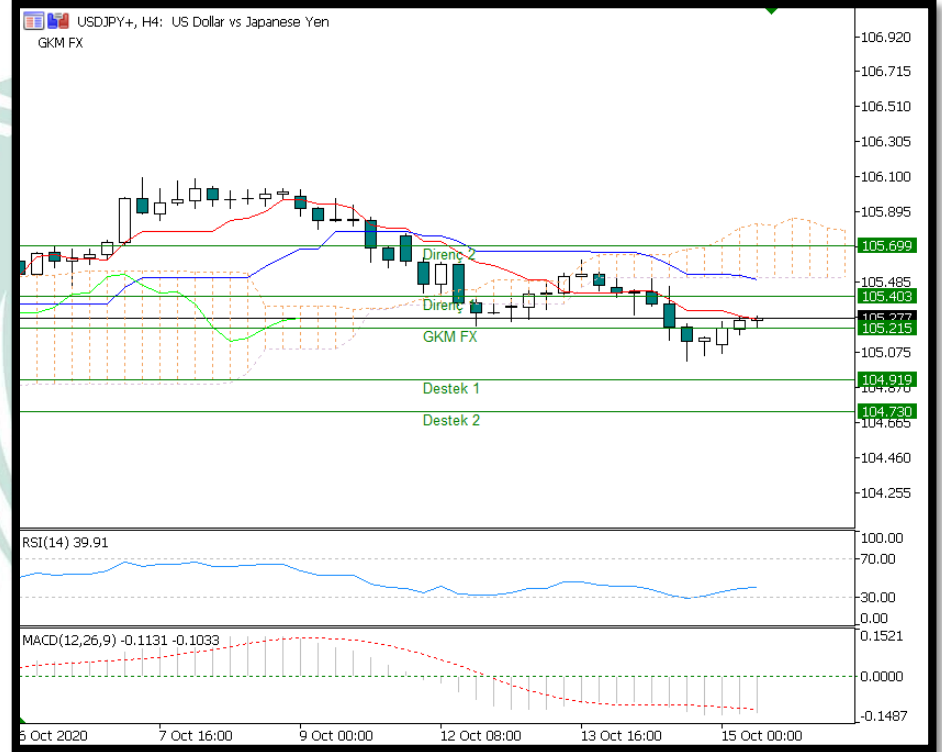 USDJPY+, H4: US Dollar vs Japanese Yen
GKM FX
106.920
106.715
106.510
106.305
106.100
105.895
105.699
Direnç 2
105.485
105.403
Direnç
105.277
105.215
GKM FX
105.075
104.919
Destek 1
104.870
104.730
Destek 2
104.665
104.460
104.255
RSI(14) 39.91
100.00
70.00
30.00
0.00
MACD(12,26,9) -0.1131 -0.1033
0.1521
0.0000
-0.1487
6 Oct 2020
7 Oct 16:00
9 Oct 00:00
12 Oct 08:00
13 Oct 16:00
15 Oct 00:00